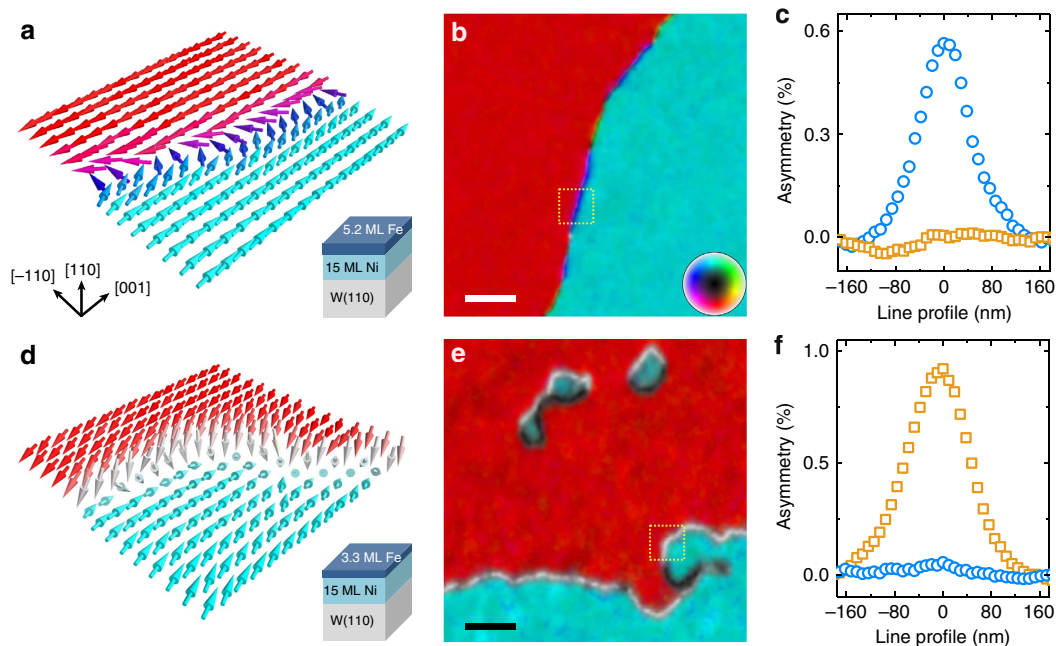 a
[−110]
[110]
[001]
5.2 ML Fe
15 ML Ni
W(110)
b
c
0.6
0.3
0.0
Asymmetry (%)
−160 −80 0 80 160
Line profile (nm)
d
3.3 ML Fe
15 ML Ni
W(110)
e
f
1.0
0.5
0.0
Asymmetry (%)
−160 −80 0 80 160
Line profile (nm)